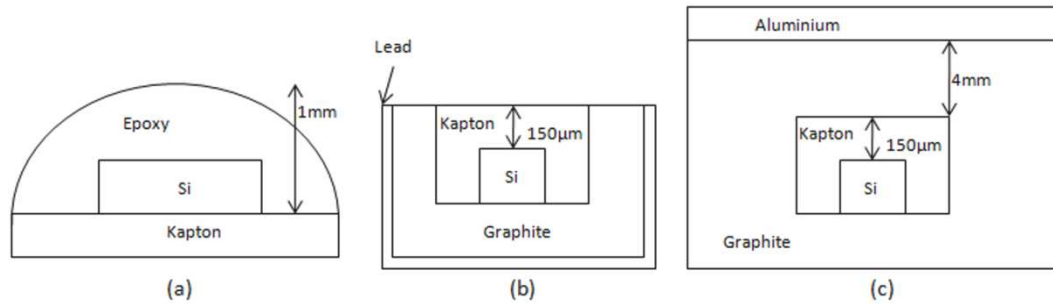 Epoxy
1mm
Si
Kapton
(a)
Lead
Kapton
150µm
Si
Graphite
(b)
Aluminium
4mm
Kapton
150µm
Si
Graphite
(c)